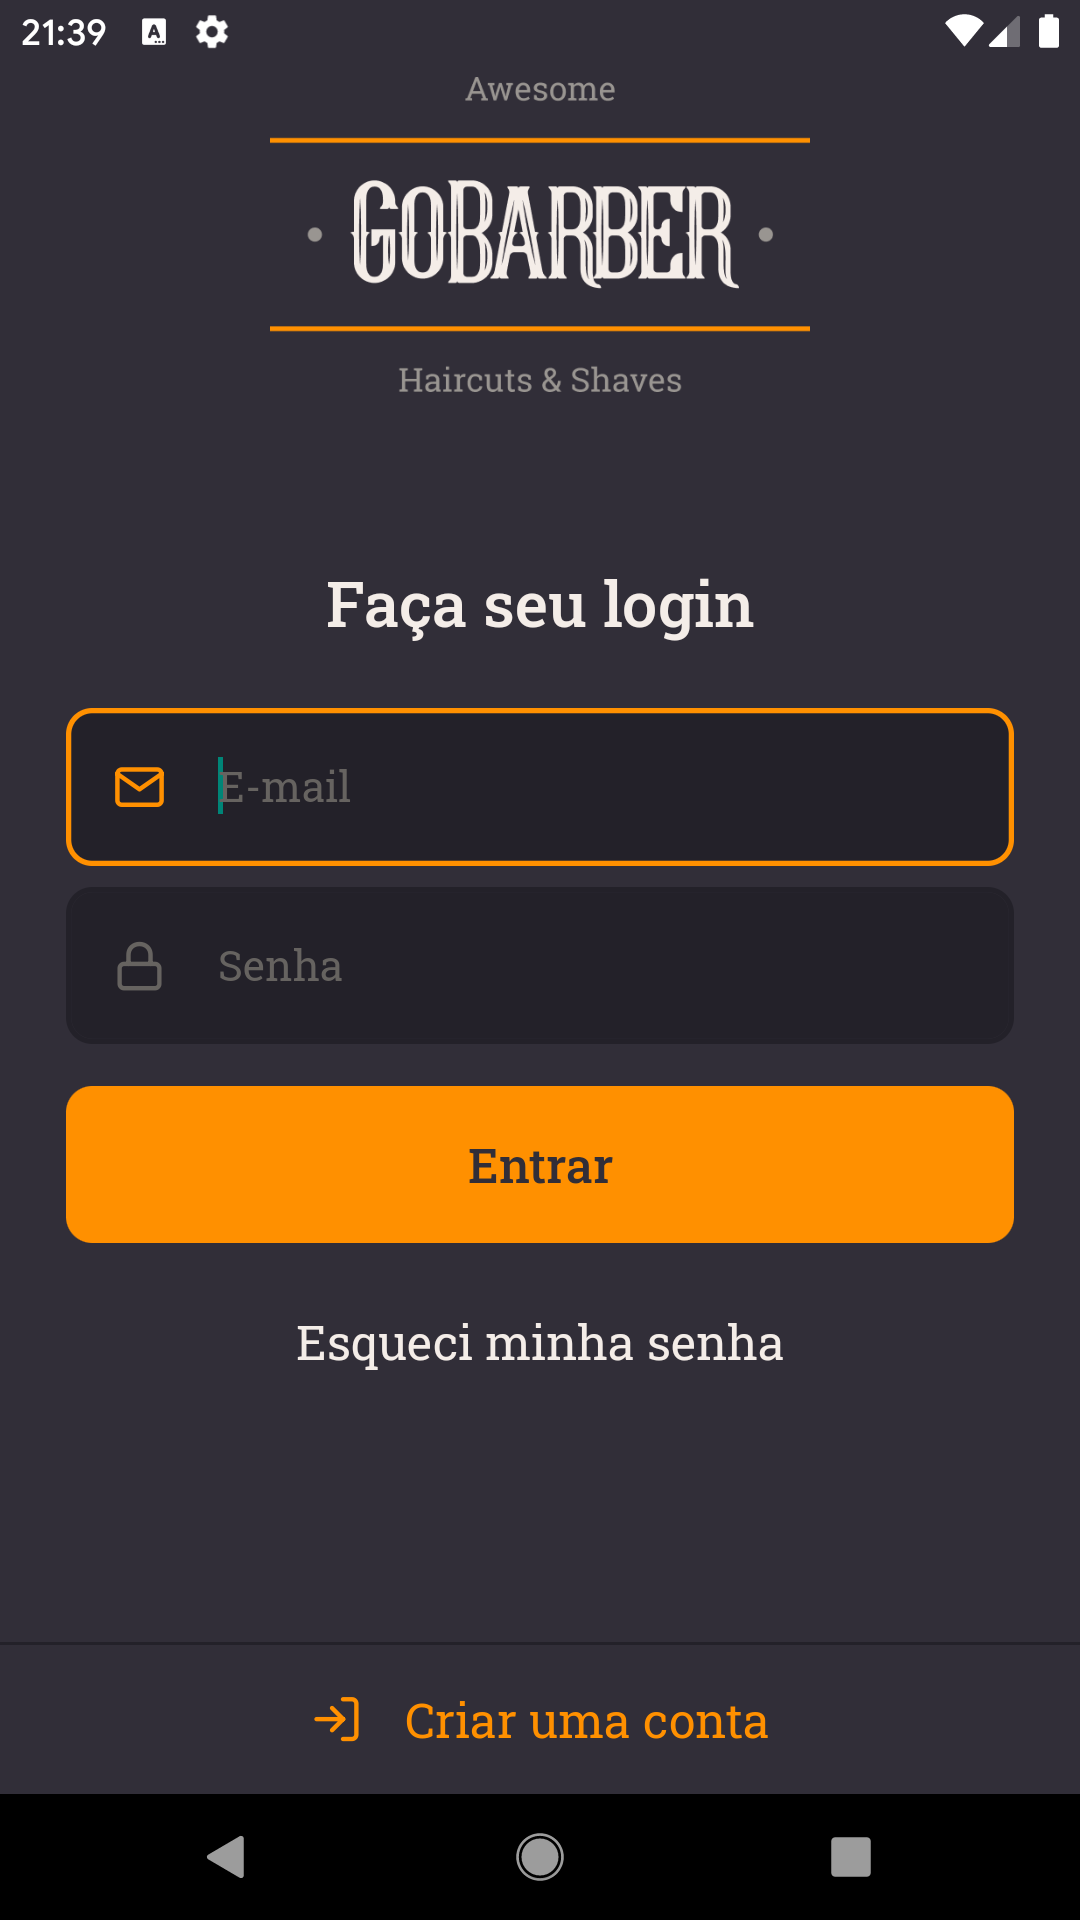 21:39
Awesome
GOBARBER
Haircuts & Shaves
Faça seu login
E-mail
Senha
Entrar
Esqueci minha senha
Criar uma conta